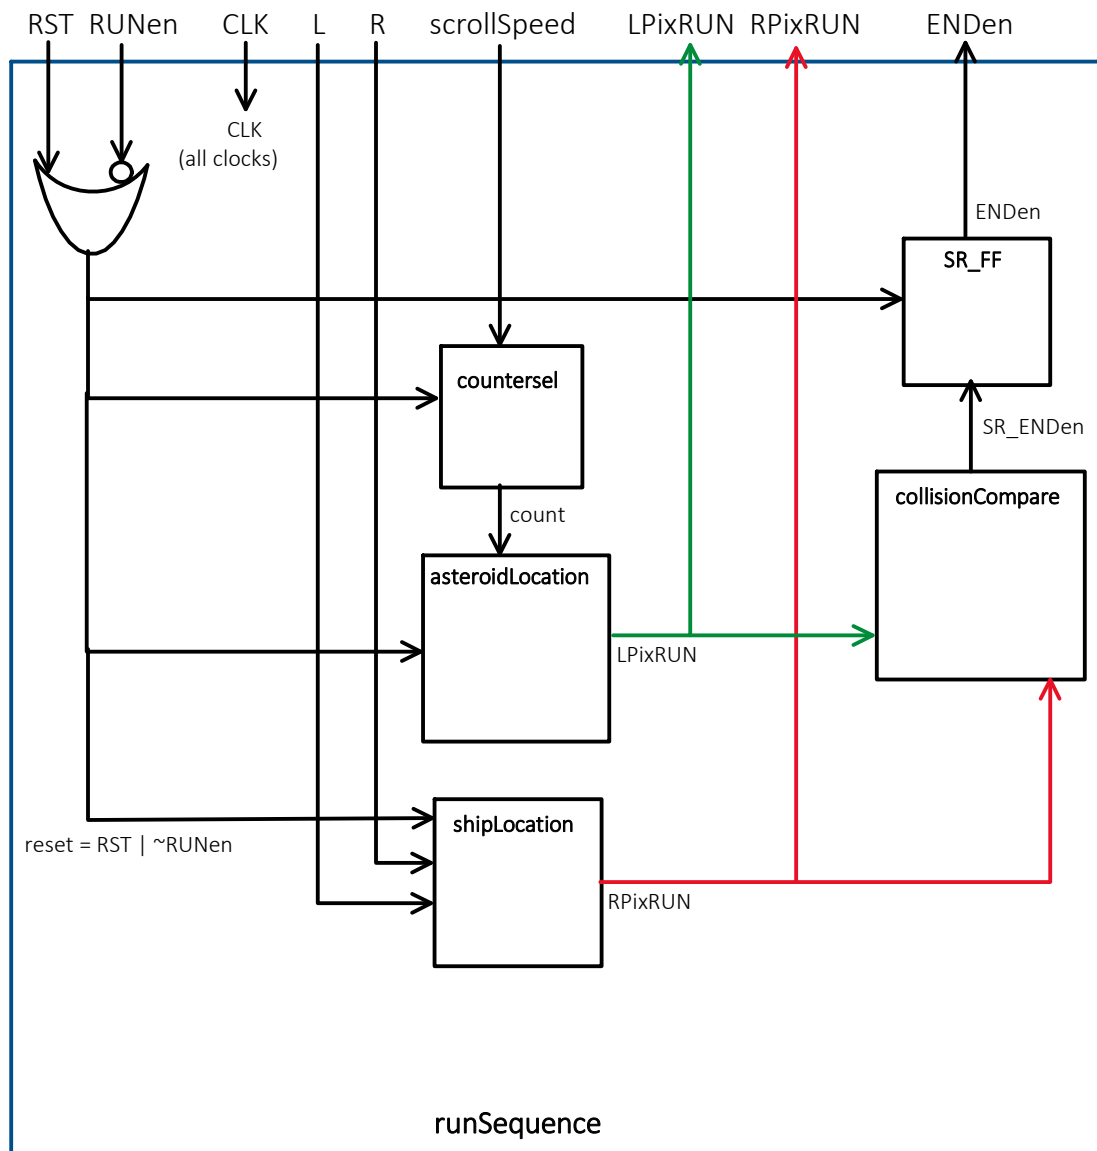 RST RUNen CLK L R scrollSpeed LPixRUN RPixRUN ENDen
CLK
(all clocks)
ENDen
SR_FF
countersel
SR_ENDen
collisionCompare
count
asteroidLocation
LPixRUN
shipLocation
reset = RST | ~RUNen
RPixRUN
runSequence